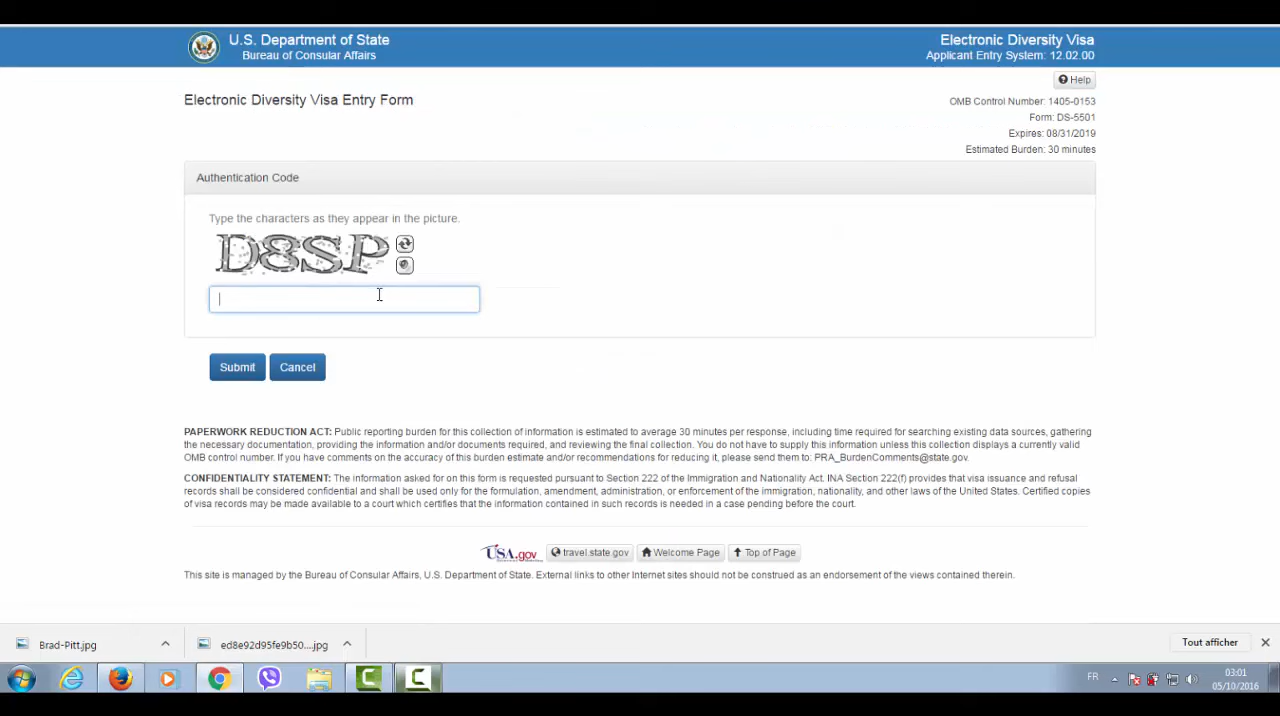 U.S. Department of State
Bureau of Consular Affairs
Electronic Diversity Visa
Applicant Entry System: 12.02.00
Help
Electronic Diversity Visa Entry Form
OMB Control Number: 1405-0153
Form: DS-5501
Expires: 08/31/2019
Estimated Burden: 30 minutes
Authentication Code
Type the characters as they appear in the picture.
D8SP
Submit
Cancel
PAPERWORK REDUCTION ACT: Public reporting burden for this collection of information is estimated to average 30 minutes per response, including time required for searching existing data sources, gathering
the necessary documentation, providing the information and/or documents required, and reviewing the final collection. You do not have to supply this information unless this collection displays a currently valid
OMB control number. If you have comments on the accuracy of this burden estimate and/or recommendations for reducing it, please send them to: PRA_BurdenComments@state.gov.
CONFIDENTIALITY STATEMENT: The information asked for on this form is requested pursuant to Section 222 of the Immigration and Nationality Act. INA Section 222(f) provides that visa issuance and refusal
records shall be considered confidential and shall be used only for the formulation, amendment, administration, or enforcement of the immigration, nationality, and other laws of the United States. Certified copies
of visa records may be made available to a court which certifies that the information contained in such records is needed in a case pending before the court.
USA.gov
travel.state.gov
Welcome Page
Top of Page
This site is managed by the Bureau of Consular Affairs, U.S. Department of State. External links to other Internet sites should not be construed as an endorsement of the views contained therein.
Brad-Pitt.jpg
ed8e92d95fe9b50....jpg
Tout afficher
FR
03:01
05/10/2016